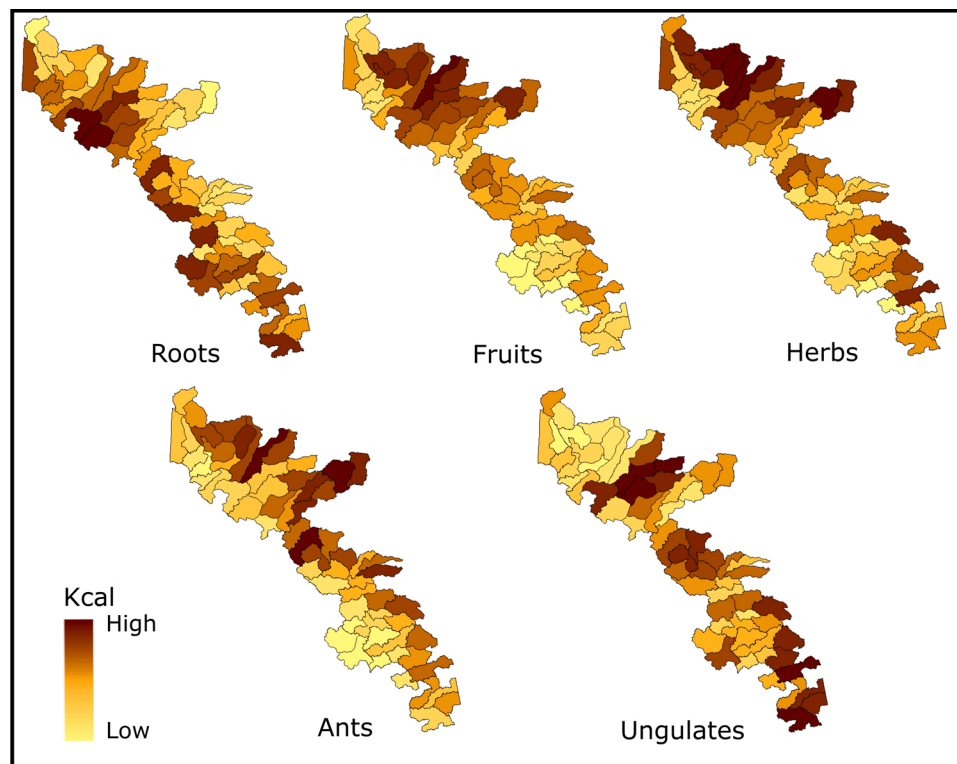 Roots
Fruits
Herbs
Kcal
High
Low
Ants
Ungulates